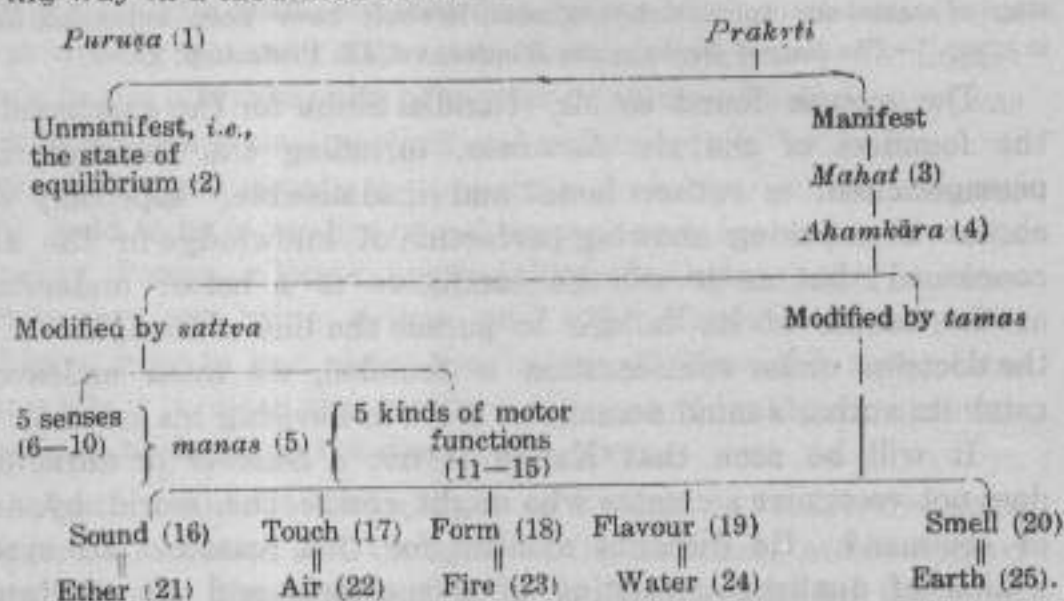 Puruṣa (1) Prakṛti
Unmanifest, i.e., Manifest
the state of
equilibrium (2) Mahat (3)
Ahamkāra (4)
Modified by sattva Modified by tamas
5 senses manas (5) 5 kinds of motor
(6—10) functions
(11—15)
Sound (16) Touch (17) Form (18) Flavour (19) Smell (20)
Ether (21) Air (22) Fire (23) Water (24) Earth (25).